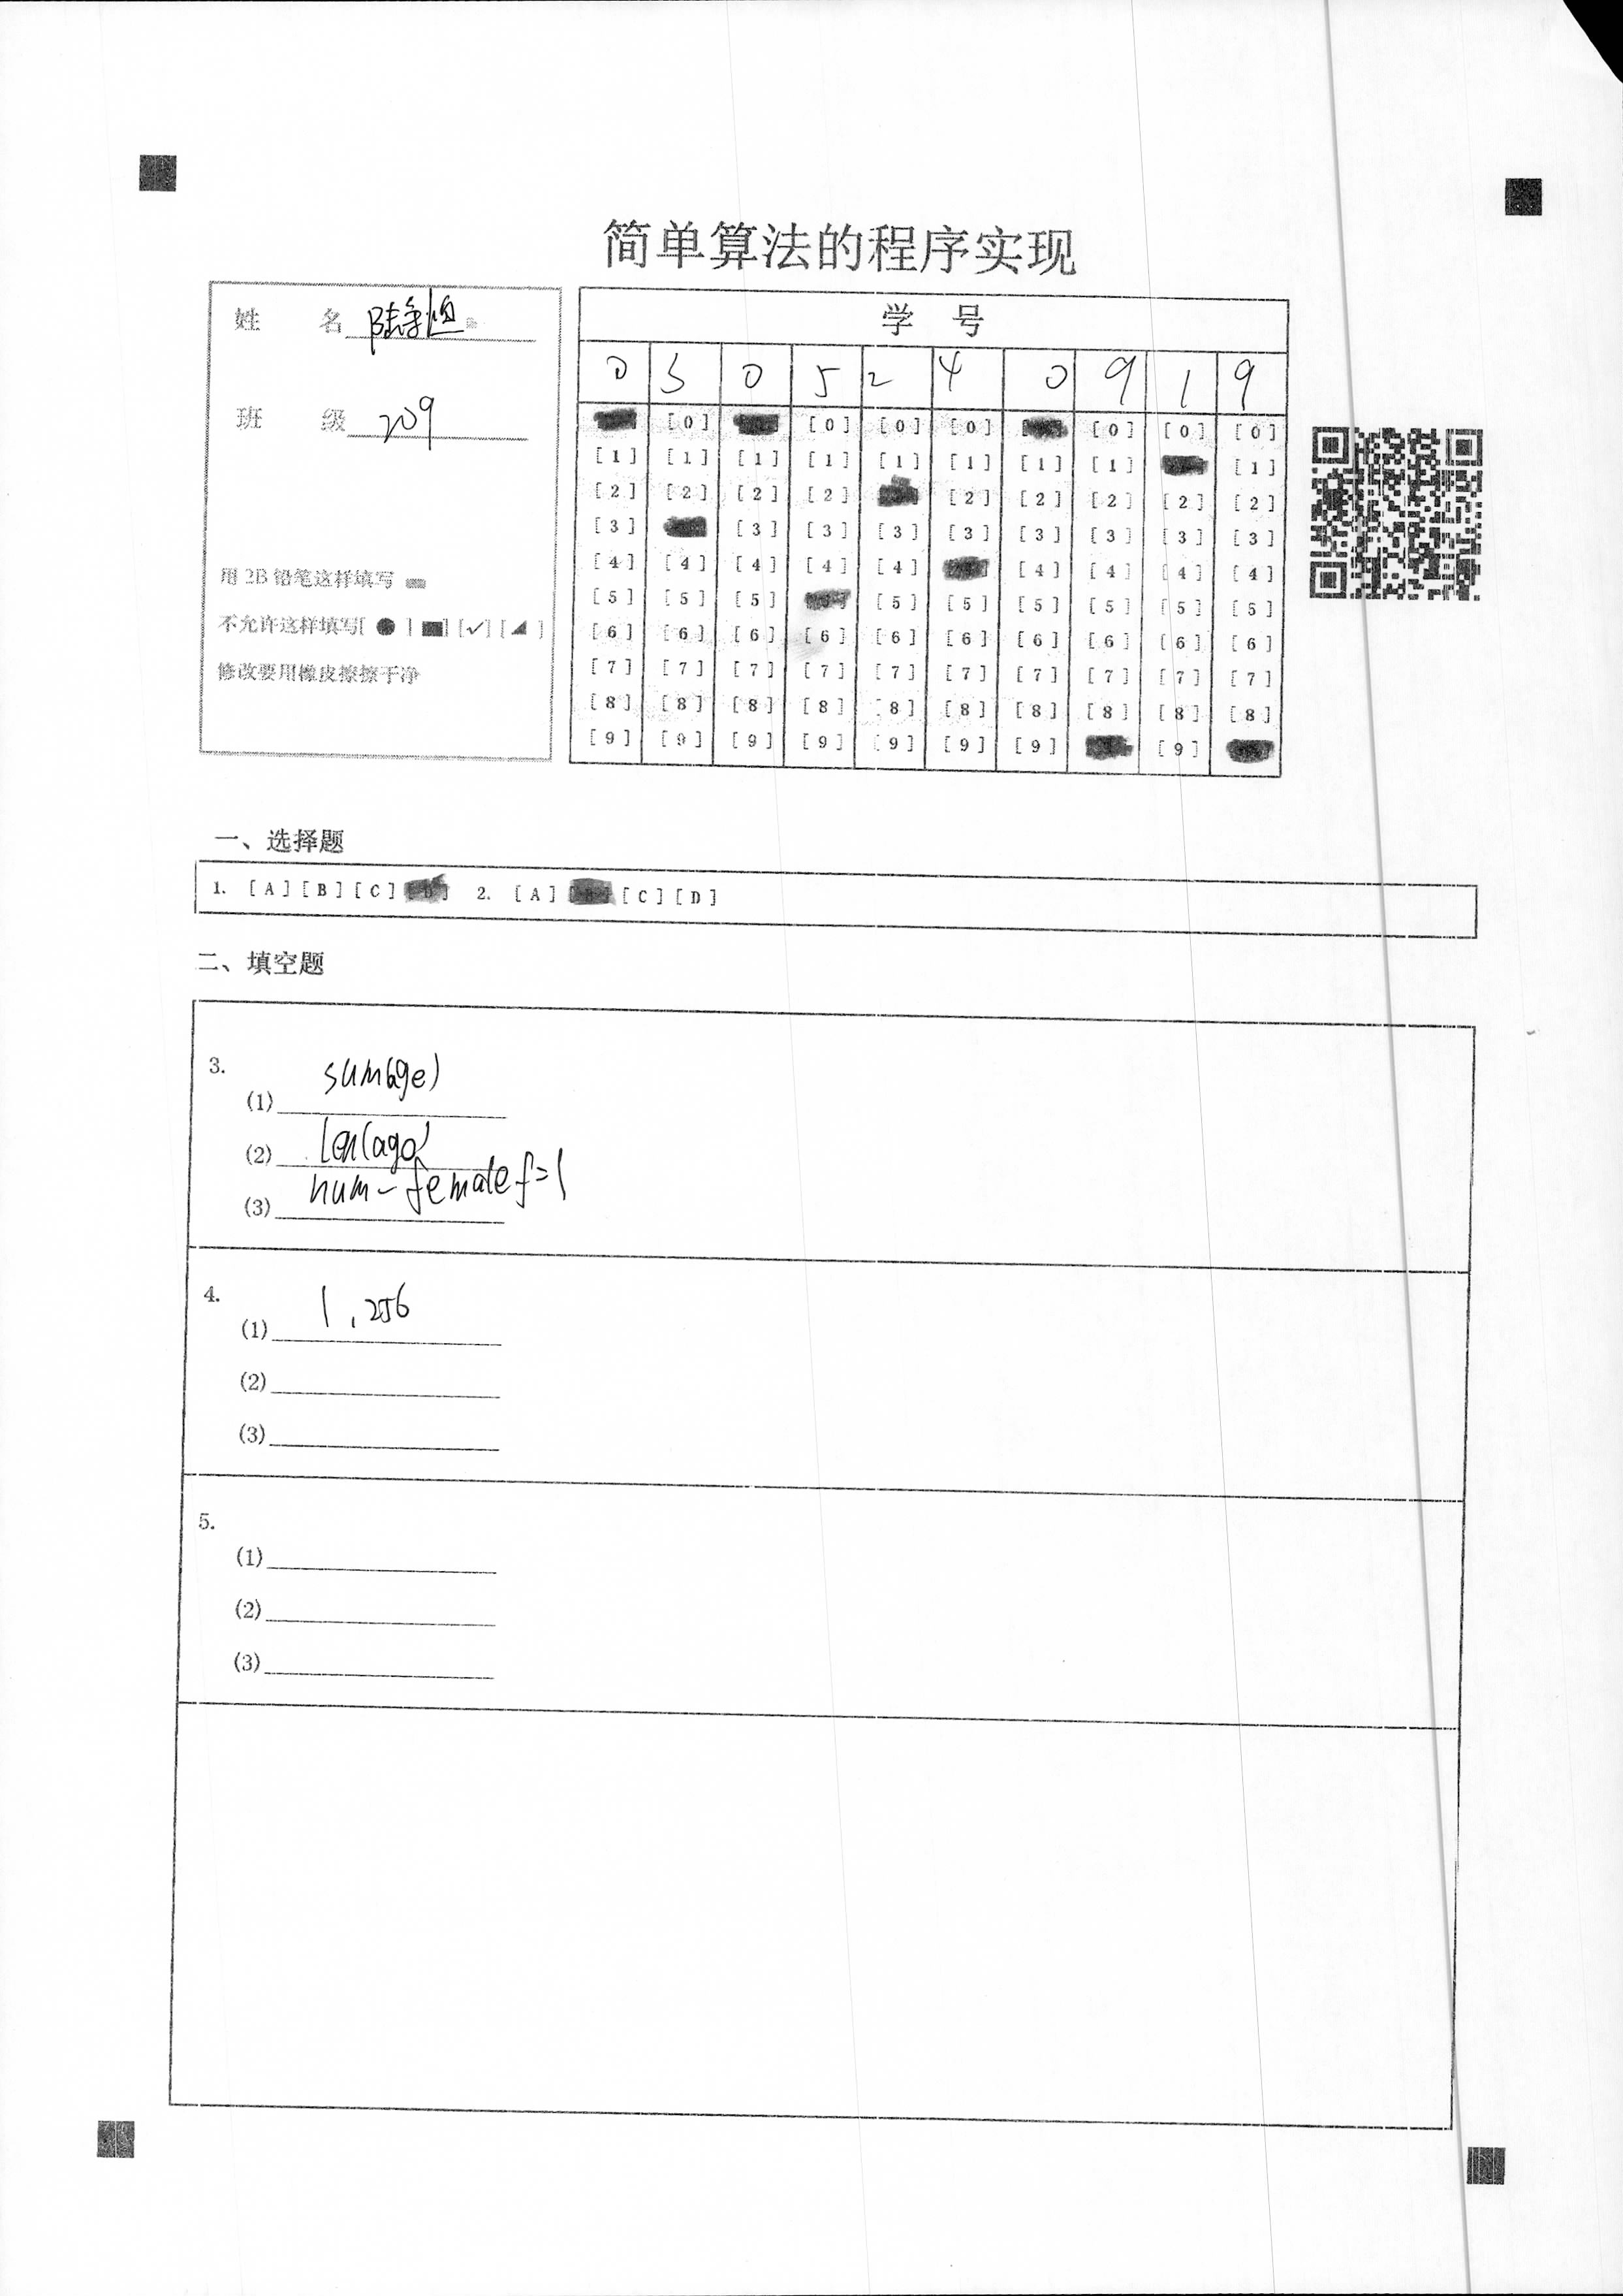 简单算法的程序实现
姓 名
班 级 209
用 2B 铅笔这样填写
不允许这样填写[●][■][✓][◢]
修改要用橡皮擦擦干净
学 号
0 3 0 5 2 4 0 9 1 9
[0] [0] [0] [0] [0] [0] [0]
[1] [1] [1] [1] [1] [1] [1] [1] [1]
[2] [2] [2] [2] [2] [2] [2] [2] [2]
[3] [3] [3] [3] [3] [3] [3] [3] [3]
[4] [4] [4] [4] [4] [4] [4] [4] [4]
[5] [5] [5] [5] [5] [5] [5] [5] [5]
[6] [6] [6] [6] [6] [6] [6] [6] [6] [6]
[7] [7] [7] [7] [7] [7] [7] [7] [7] [7]
[8] [8] [8] [8] [8] [8] [8] [8] [8] [8]
[9] [9] [9] [9] [9] [9] [9] [9]
一、选择题
1. [A] [B] [C] [D] 2. [A] [B] [C] [D]
二、填空题
3.
(1) sum(age)
(2) len(age)
(3) num-female f=1
4.
(1) 1,256
(2)
(3)
5.
(1)
(2)
(3)